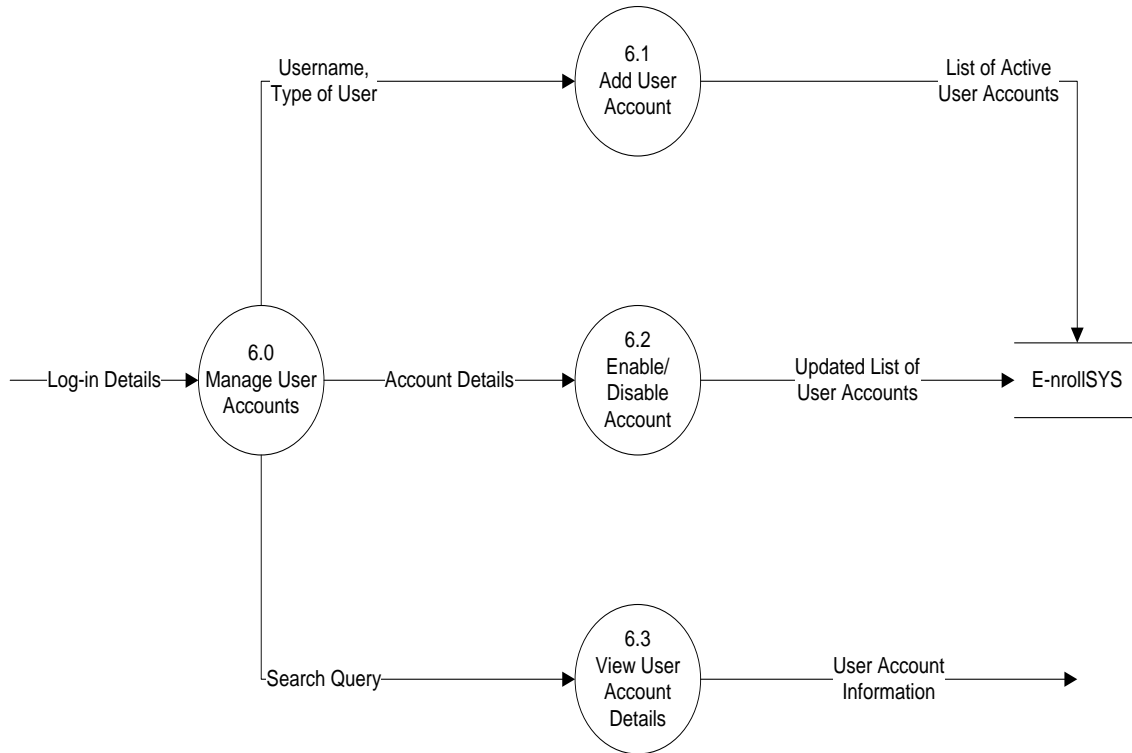 Username,
Type of User
6.1
Add User
Account
List of Active
User Accounts
Log-in Details
6.0
Manage User
Accounts
Account Details
6.2
Enable/
Disable
Account
Updated List of
User Accounts
E-nrollSYS
Search Query
6.3
View User
Account
Details
User Account
Information